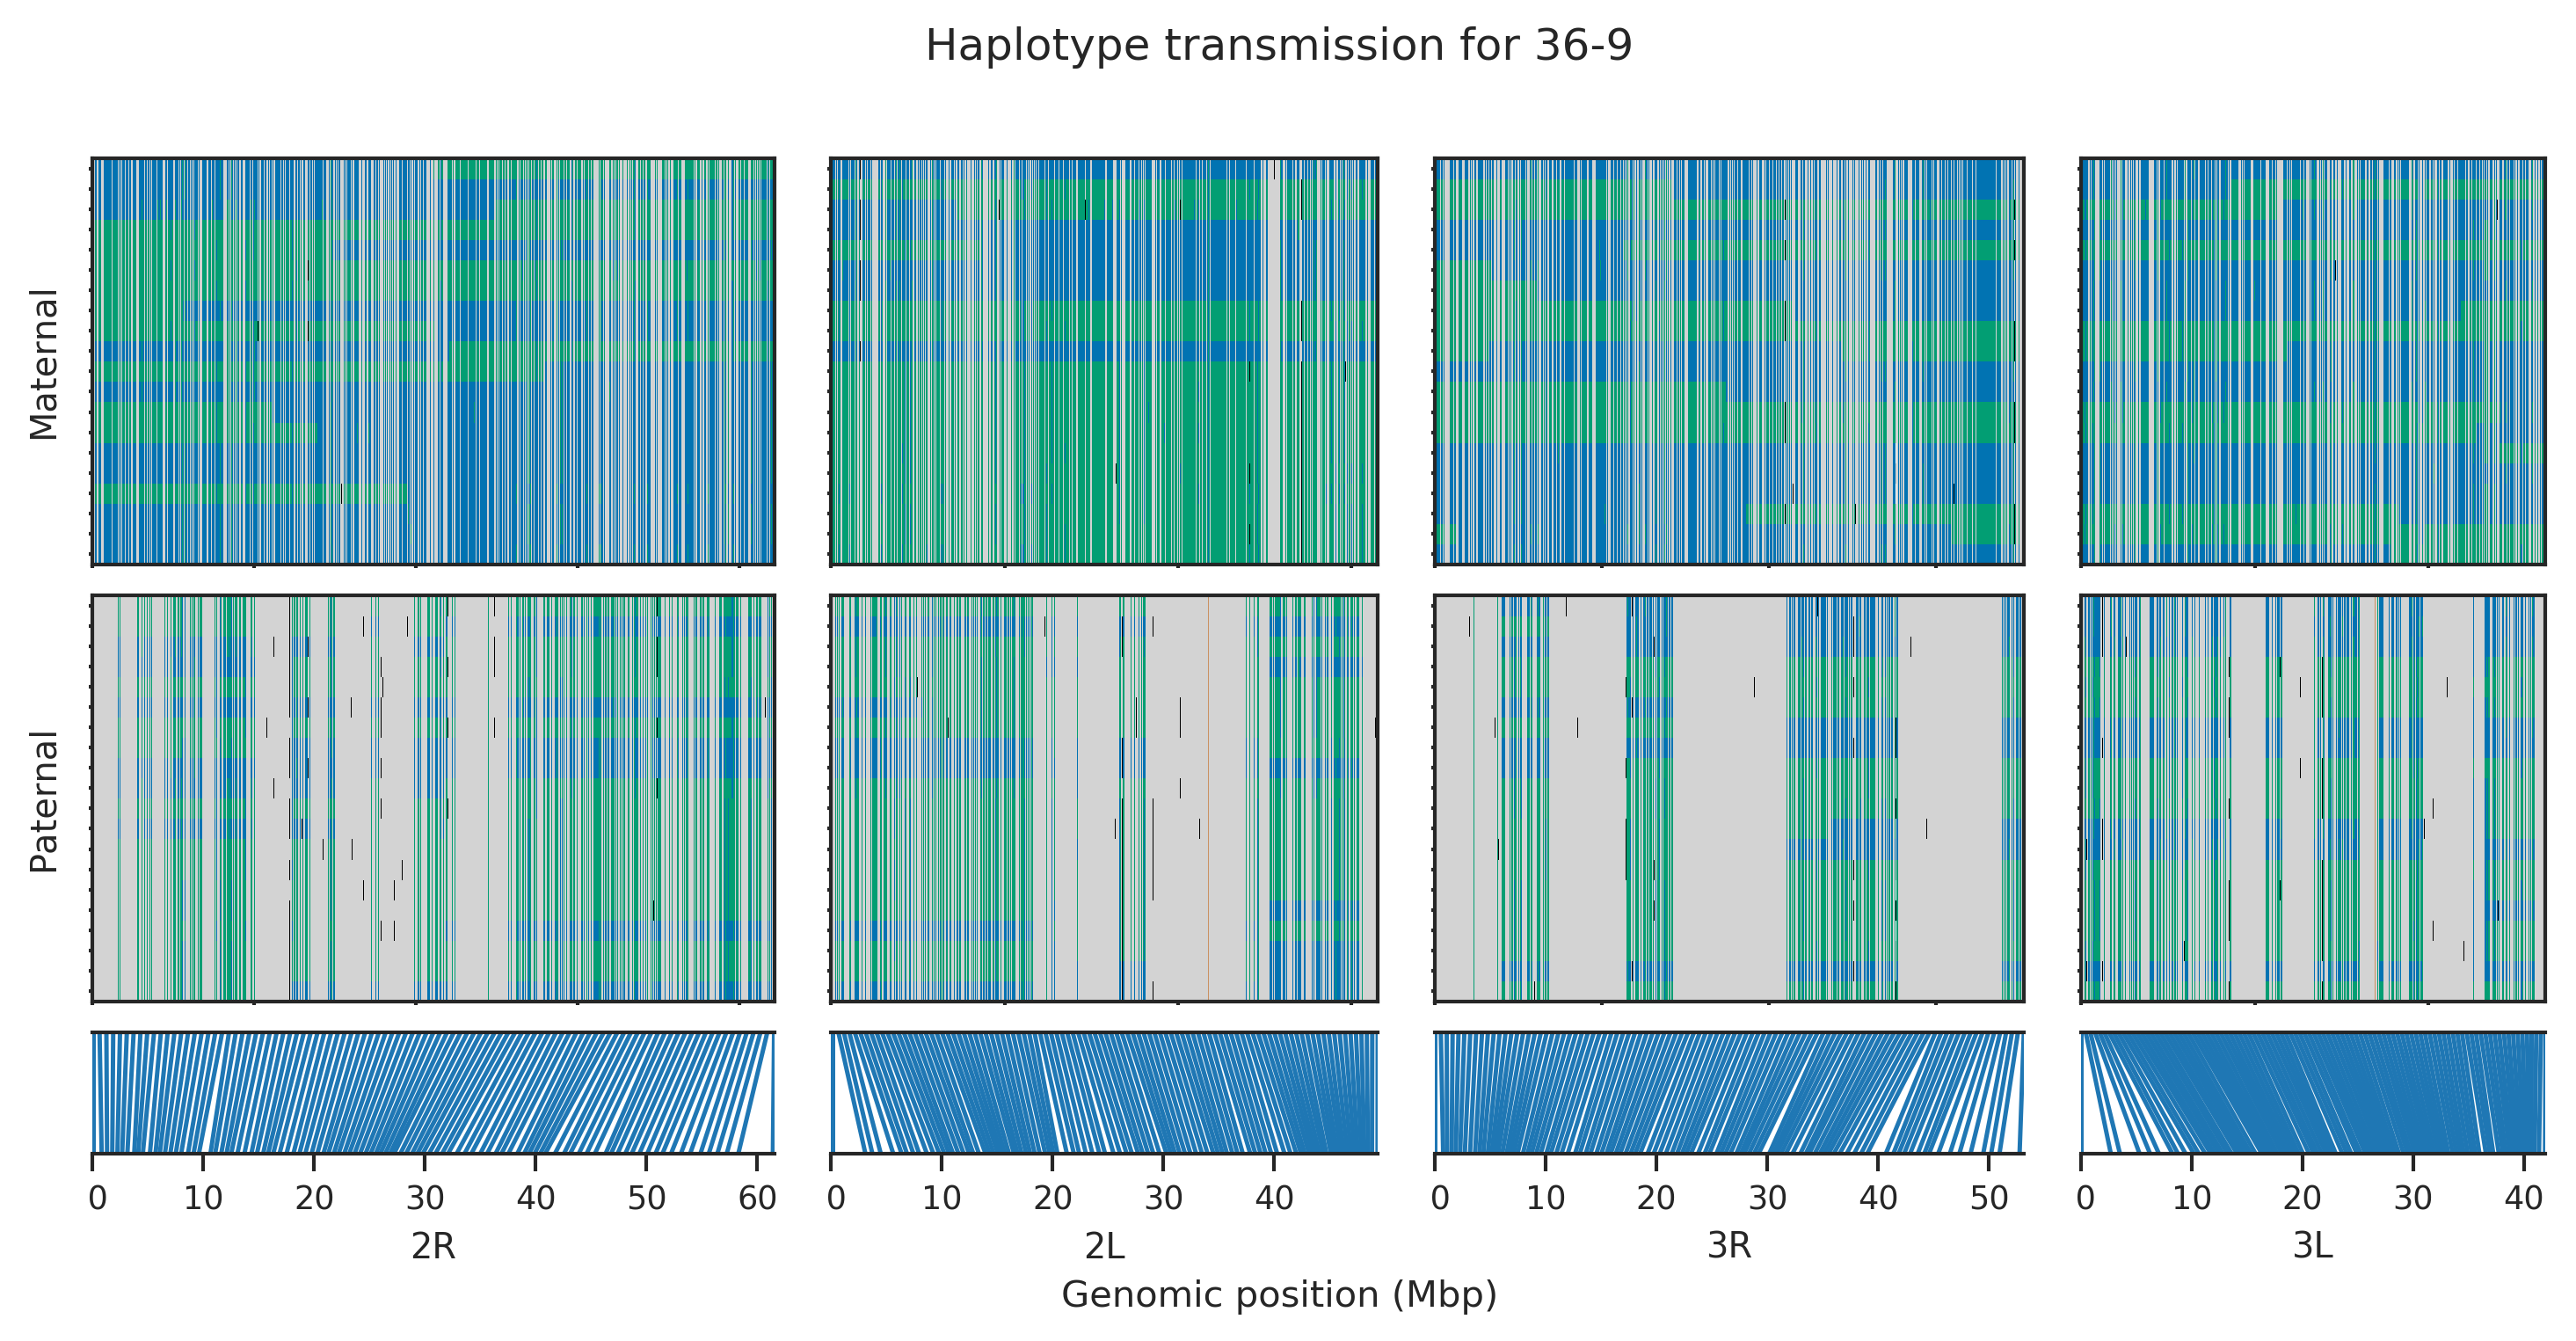 Haplotype transmission for 36-9
Maternal
Paternal
0 10 20 30 40 50 60
0 10 20 30 40
0 10 20 30 40 50
0 10 20 30 40
2R
2L
3R
3L
Genomic position (Mbp)